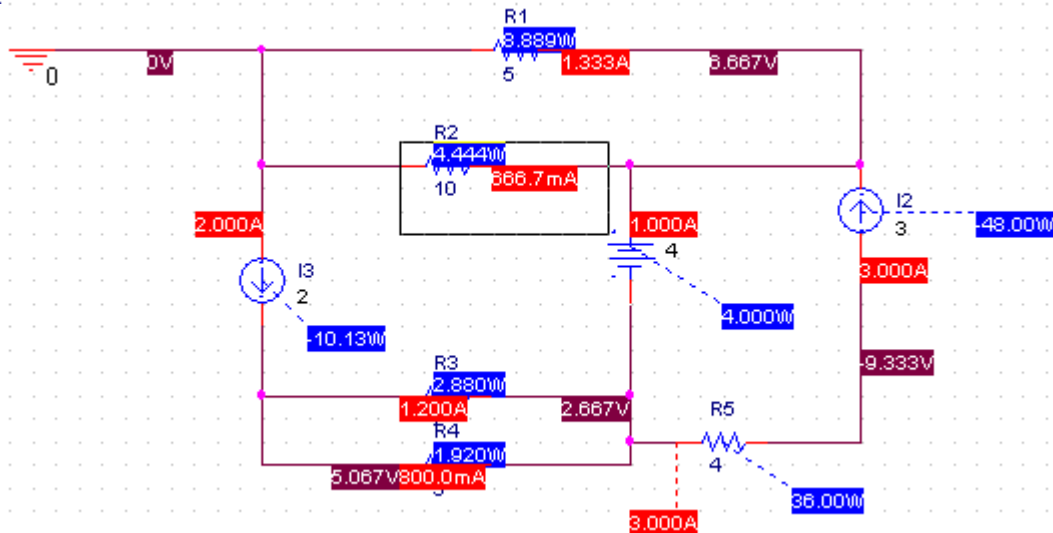 R1
8.889W
0V
1.333A
6.667V
0
5
R2
4.444W
666.7mA
10
2.000A
1.000A
I2
3
-48.00W
4
I3
2
3.000A
4.000W
-10.13W
R3
2.880W
-9.333V
1.200A
2.667V
R5
R4
1.920W
4
5.067V
800.0mA
36.00W
3.000A